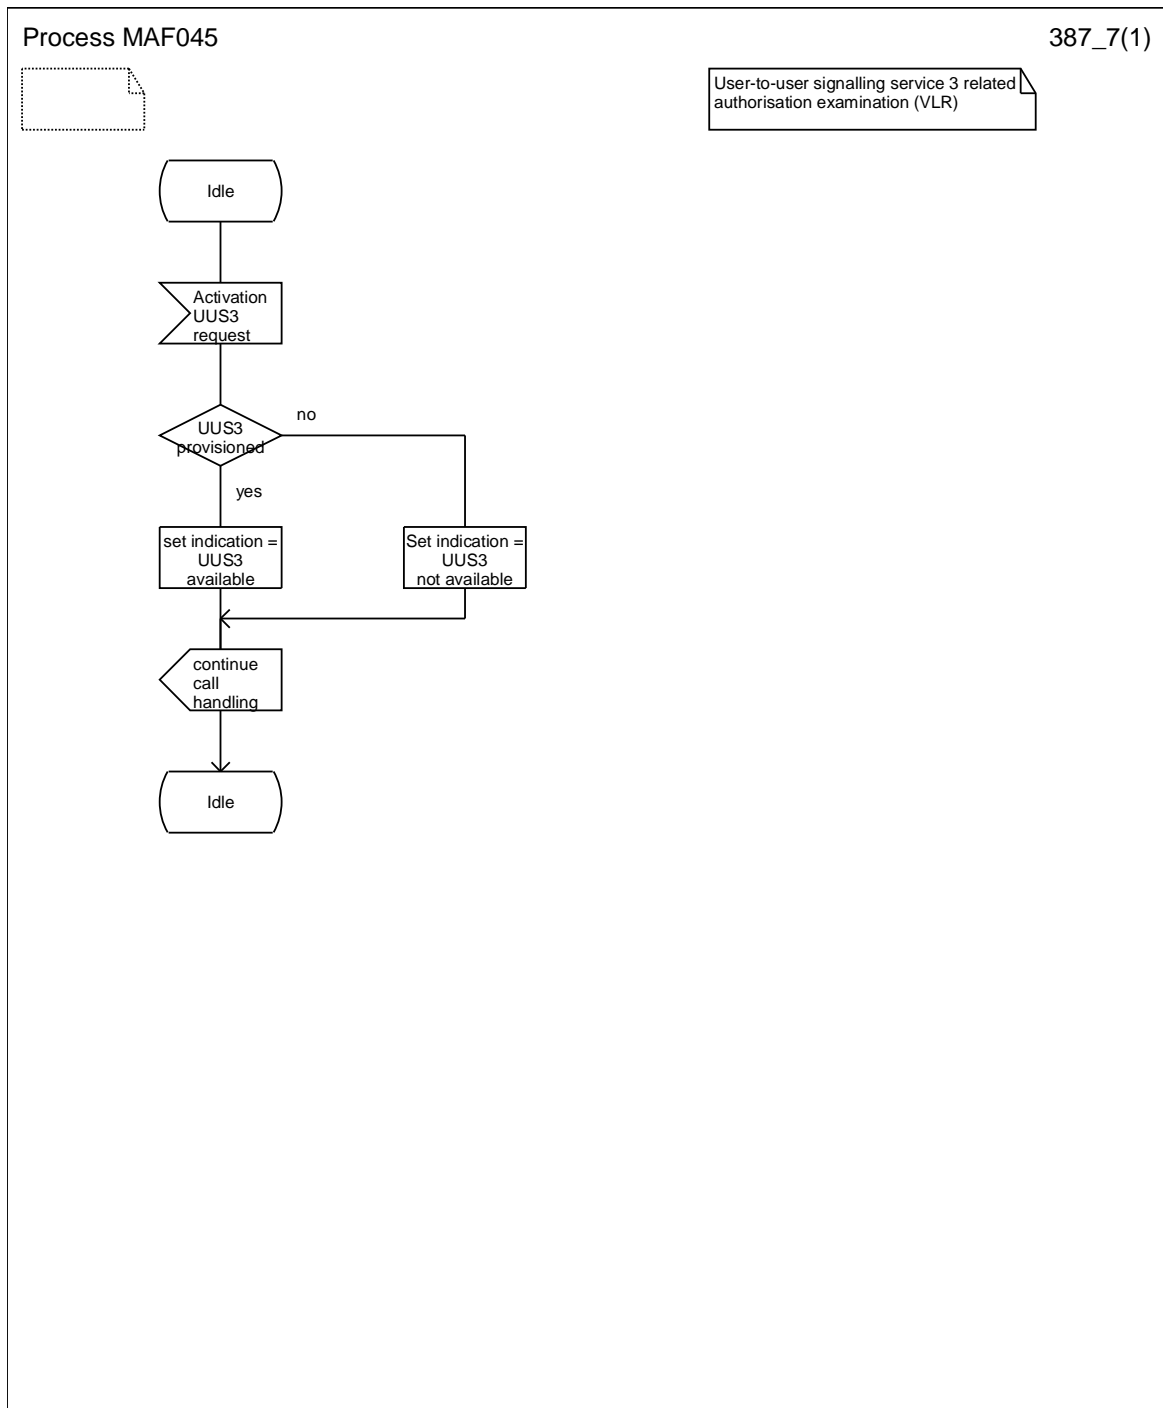 Process MAF045
387_7(1)
User-to-user signalling service 3 related
authorisation examination (VLR)
Idle
Activation
UUS3
request
UUS3
provisioned
no
yes
set indication =
UUS3
available
Set indication =
UUS3
not available
continue
call
handling
Idle